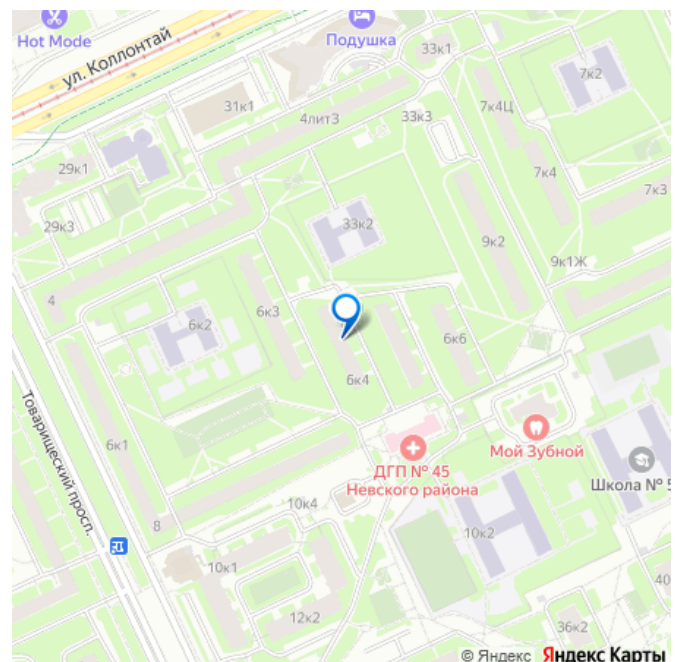 Hot Mode
ул. Коллонтай
Подушка
33к1
7к2
31к1
4лит3
33к3
7к4Ц
29к1
7к4
7к3
29к3
33к2
9к2
9к1Ж
4
6к3
6к2
6к6
6к4
Товарищеский просп.
6к1
ДГП № 45
Невского района
Мой Зубной
Школа № 5
8
10к4
10к2
10к1
40
12к2
36к2
© Яндекс Яндекс Карты